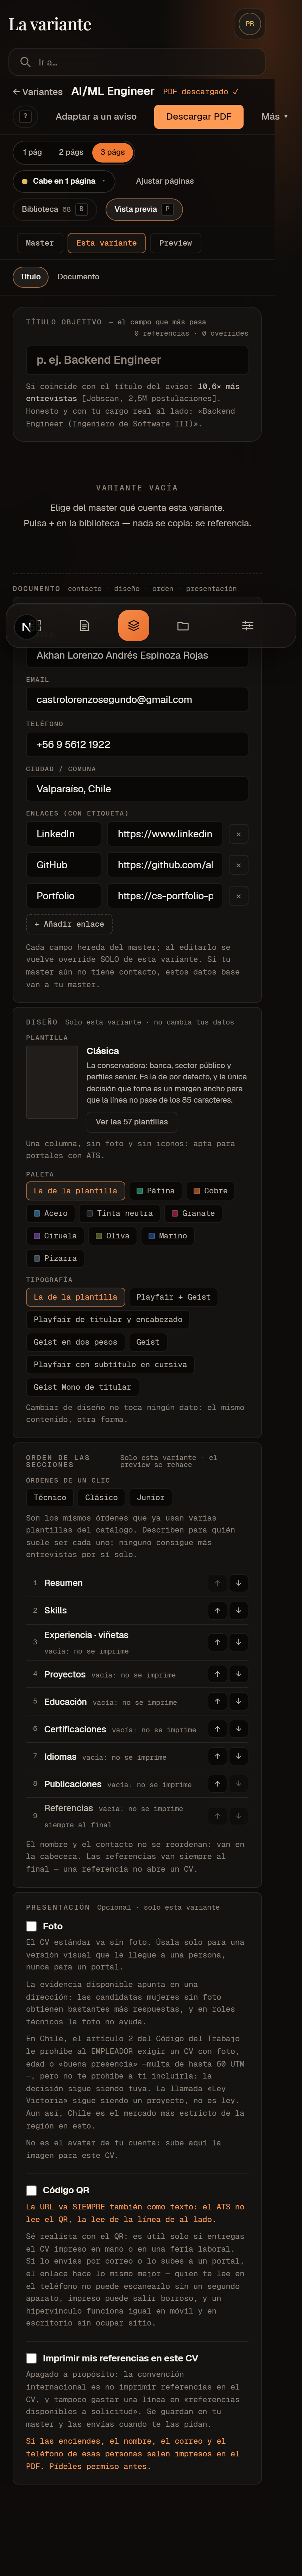 La variante
PR
Ir a...
← Variantes AI/ML Engineer PDF descargado ✓
? Adaptar a un aviso Descargar PDF Más ▾
1 pág 2 págs 3 págs
Cabe en 1 página Ajustar páginas
Biblioteca 68 B Vista previa P
Master Esta variante Preview
Título Documento
TÍTULO OBJETIVO — el campo que más pesa
0 referencias · 0 overrides
p. ej. Backend Engineer
Si coincide con el título del aviso: 10,6× más
entrevistas [Jobscan, 2,5M postulaciones].
Honesto y con tu cargo real al lado: «Backend
Engineer (Ingeniero de Software III)».
VARIANTE VACÍA
Elige del master qué cuenta esta variante.
Pulsa + en la biblioteca — nada se copia: se referencia.
DOCUMENTO contacto · diseño · orden · presentación
N
Akhan Lorenzo Andrés Espinoza Rojas
EMAIL
castrolorenzosegundo@gmail.com
TELÉFONO
+56 9 5612 1922
CIUDAD / COMUNA
Valparaíso, Chile
ENLACES (CON ETIQUETA)
LinkedIn https://www.linkedin ×
GitHub https://github.com/al ×
Portfolio https://cs-portfolio-p ×
+ Añadir enlace
Cada campo hereda del master; al editarlo se
vuelve override SOLO de esta variante. Si tu
master aún no tiene contacto, estos datos base
van a tu master.
DISEÑO Solo esta variante · no cambia tus datos
PLANTILLA
Clásica
La conservadora: banca, sector público y
perfiles senior. Es la de por defecto, y la única
decisión que toma es un margen ancho para
que la línea no pase de los 85 caracteres.
Ver las 57 plantillas
Una columna, sin foto y sin iconos: apta para
portales con ATS.
PALETA
La de la plantilla Pátina Cobre
Acero Tinta neutra Granate
Ciruela Oliva Marino
Pizarra
TIPOGRAFÍA
La de la plantilla Playfair + Geist
Playfair de titular y encabezado
Geist en dos pesos Geist
Playfair con subtítulo en cursiva
Geist Mono de titular
Cambiar de diseño no toca ningún dato: el mismo
contenido, otra forma.
ORDEN DE LAS SECCIONES Solo esta variante · el preview se rehace
ÓRDENES DE UN CLIC
Técnico Clásico Junior
Son los mismos órdenes que ya usan varias
plantillas del catálogo. Describen para quién
suele ser cada uno; ninguno consigue más
entrevistas por sí solo.
1 Resumen ↑ ↓
2 Skills ↑ ↓
3 Experiencia · viñetas vacía: no se imprime ↑ ↓
4 Proyectos vacía: no se imprime ↑ ↓
5 Educación vacía: no se imprime ↑ ↓
6 Certificaciones vacía: no se imprime ↑ ↓
7 Idiomas vacía: no se imprime ↑ ↓
8 Publicaciones vacía: no se imprime ↑ ↓
9 Referencias vacía: no se imprime siempre al final ↑ ↓
El nombre y el contacto no se reordenan: van en
la cabecera. Las referencias van siempre al
final — una referencia no abre un CV.
PRESENTACIÓN Opcional · solo esta variante
Foto
El CV estándar va sin foto. Úsala solo para una
versión visual que le llegue a una persona,
nunca para un portal.
La evidencia disponible apunta en una
dirección: las candidatas mujeres sin foto
obtienen bastantes más respuestas, y en roles
técnicos la foto no ayuda.
En Chile, el artículo 2 del Código del Trabajo
le prohíbe al EMPLEADOR exigir un CV con foto,
edad o «buena presencia» —multa de hasta 60 UTM
—, pero no te prohíbe a ti incluirla: la
decisión sigue siendo tuya. La llamada «Ley
Victoria» sigue siendo un proyecto, no ley.
Aun así, Chile es el mercado más estricto de la
región en esto.
No es el avatar de tu cuenta: sube aquí la
imagen para este CV.
Código QR
La URL va SIEMPRE también como texto: el ATS no
lee el QR, la lee de la línea de al lado.
Sé realista con el QR: es útil solo si entregas
el CV impreso en mano o en una feria laboral.
Si lo envías por correo o lo subes a un portal,
el enlace hace lo mismo mejor — quien te lee en
el teléfono no puede escanearlo sin un segundo
aparato, impreso puede salir borroso, y un
hipervínculo funciona igual en móvil y en
escritorio sin ocupar sitio.
Imprimir mis referencias en este CV
Apagado a propósito: la convención
internacional es no imprimir referencias en el
CV, y tampoco gastar una línea en «referencias
disponibles a solicitud». Se guardan en tu
master y las envías cuando te las pidan.
Si las enciendes, el nombre, el correo y el
teléfono de esas personas salen impresos en el
PDF. Pídeles permiso antes.